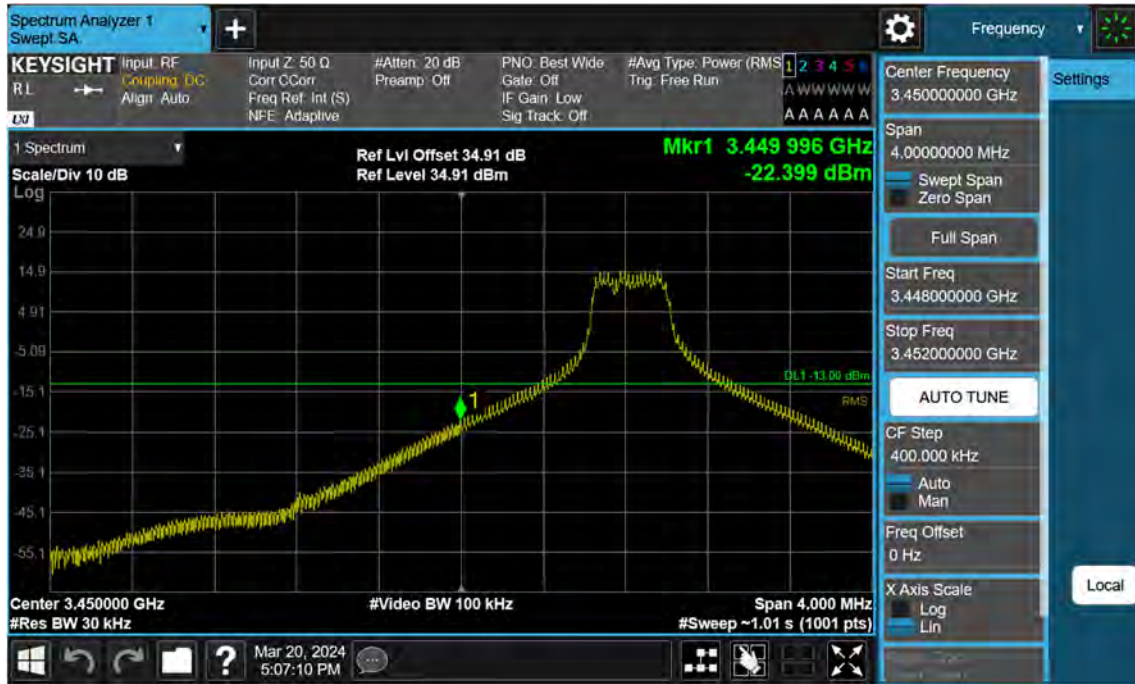 Spectrum Analyzer 1
Swept SA
+
Frequency
KEYSIGHT
RL
LXI
Input: RF
Coupling: DC
Align: Auto
Input Z: 50 Ω
Corr CCorr
Freq Ref: Int (S)
NFE: Adaptive
#Atten: 20 dB
Preamp: Off
PNO: Best Wide
Gate: Off
IF Gain: Low
Sig Track: Off
#Avg Type: Power (RMS
Trig: Free Run
1 2 3 4 5 6
A W W W W W
A A A A A A
1 Spectrum
Scale/Div 10 dB
Ref Lvl Offset 34.91 dB
Ref Level 34.91 dBm
Mkr1 3.449 996 GHz
-22.399 dBm
Log
24.9
14.9
4.91
-5.09
-15.1
-25.1
-35.1
-45.1
-55.1
1
DL1 -13.00 dBm
RMS
Center 3.450000 GHz
#Res BW 30 kHz
#Video BW 100 kHz
Span 4.000 MHz
#Sweep ~1.01 s (1001 pts)
Center Frequency
3.450000000 GHz
Settings
Span
4.00000000 MHz
Swept Span
Zero Span
Full Span
Start Freq
3.448000000 GHz
Stop Freq
3.452000000 GHz
AUTO TUNE
CF Step
400.000 kHz
Auto
Man
Freq Offset
0 Hz
X Axis Scale
Log
Lin
Local
?
Mar 20, 2024
5:07:10 PM